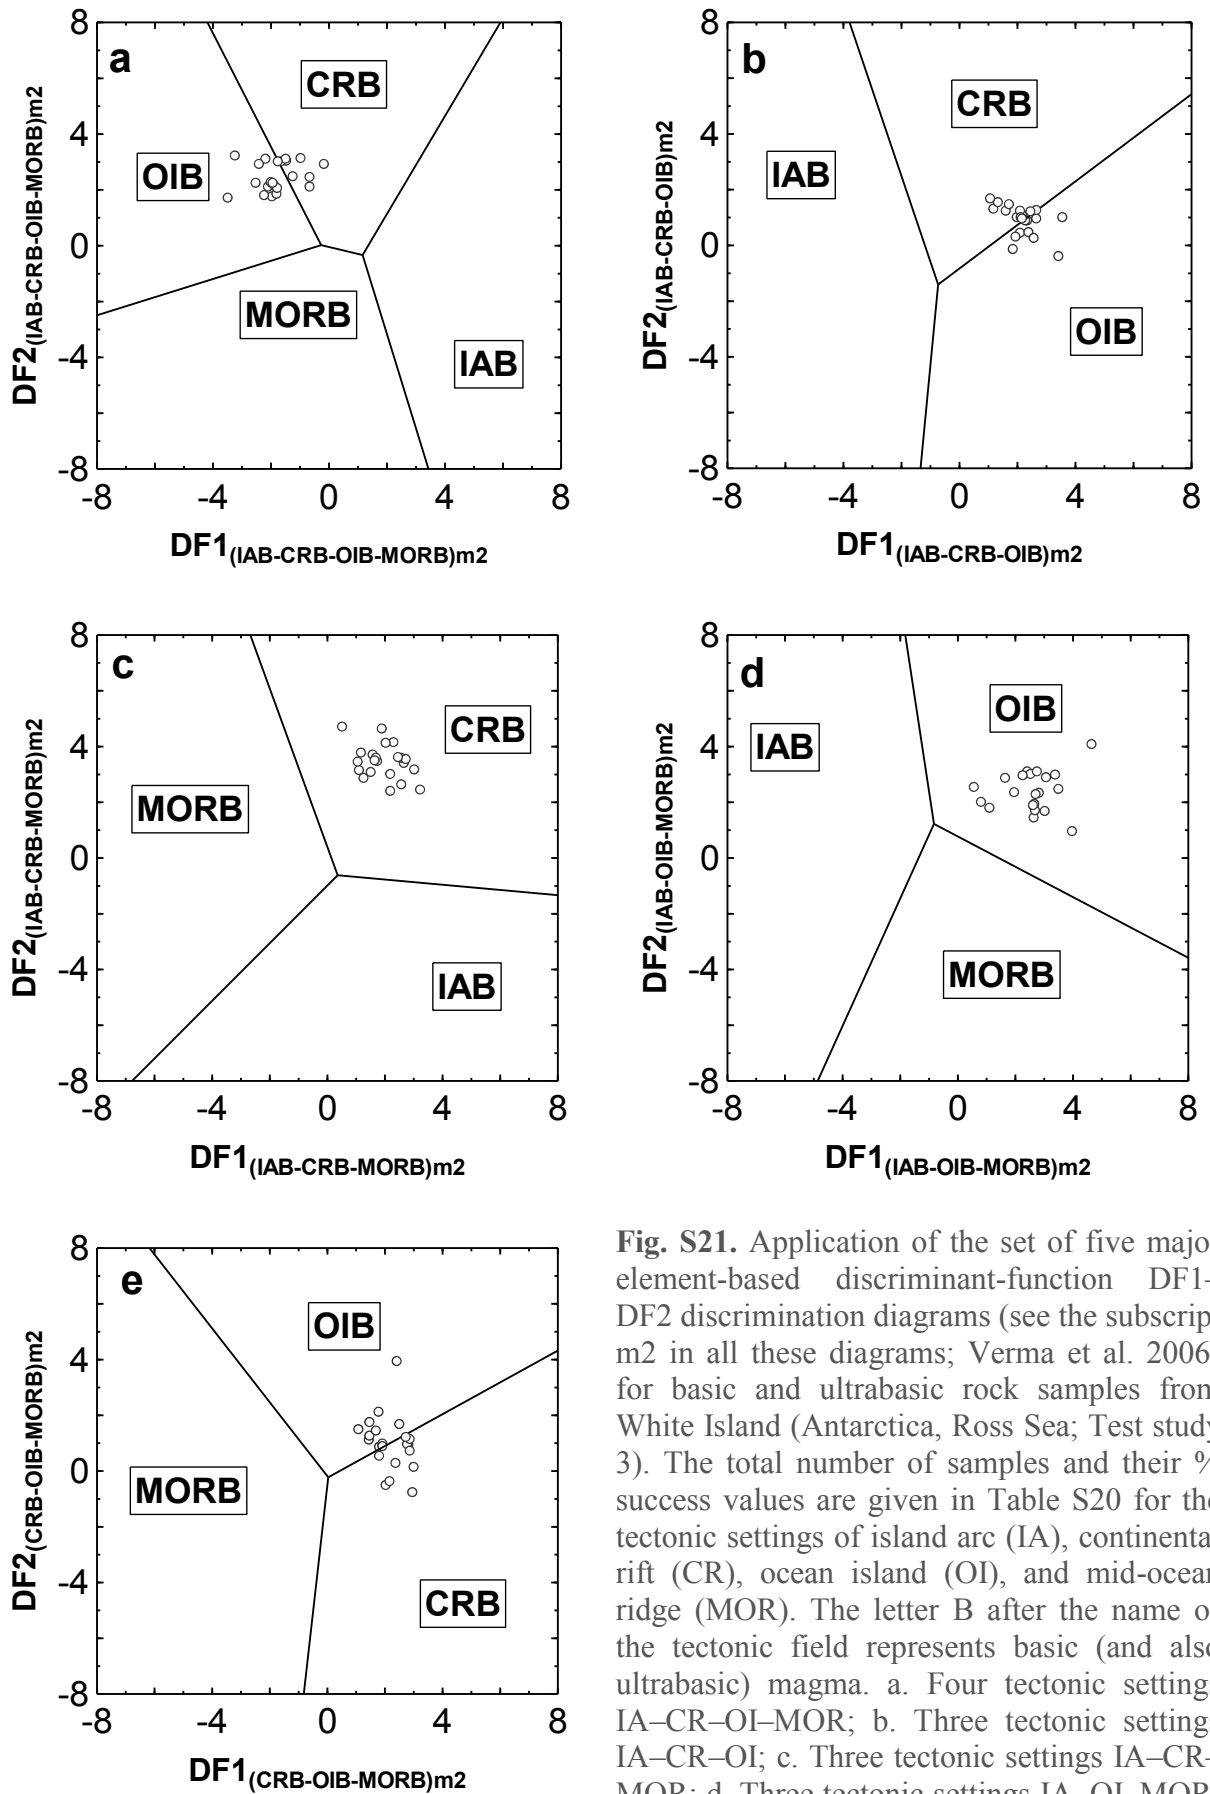 a
CRB
OIB
MORB
IAB
8
4
0
-4
-8
-8 -4 0 4 8
DF2(IAB-CRB-OIB-MORB)m2
DF1(IAB-CRB-OIB-MORB)m2
b
CRB
IAB
OIB
8
4
0
-4
-8
-8 -4 0 4 8
DF2(IAB-CRB-OIB)m2
DF1(IAB-CRB-OIB)m2
c
CRB
MORB
IAB
8
4
0
-4
-8
-8 -4 0 4 8
DF2(IAB-CRB-MORB)m2
DF1(IAB-CRB-MORB)m2
d
OIB
IAB
MORB
8
4
0
-4
-8
-8 -4 0 4 8
DF2(IAB-OIB-MORB)m2
DF1(IAB-OIB-MORB)m2
e
OIB
MORB
CRB
8
4
0
-4
-8
-8 -4 0 4 8
DF2(CRB-OIB-MORB)m2
DF1(CRB-OIB-MORB)m2
Fig. S21. Application of the set of five major
element-based discriminant-function DF1–
DF2 discrimination diagrams (see the subscrip
m2 in all these diagrams; Verma et al. 2006
for basic and ultrabasic rock samples from
White Island (Antarctica, Ross Sea; Test study
3). The total number of samples and their %
success values are given in Table S20 for the
tectonic settings of island arc (IA), continenta
rift (CR), ocean island (OI), and mid-ocean
ridge (MOR). The letter B after the name o
the tectonic field represents basic (and also
ultrabasic) magma. a. Four tectonic settings
IA–CR–OI–MOR; b. Three tectonic settings
IA–CR–OI; c. Three tectonic settings IA–CR–
MOR; d. Three tectonic settings IA–OI–MOR